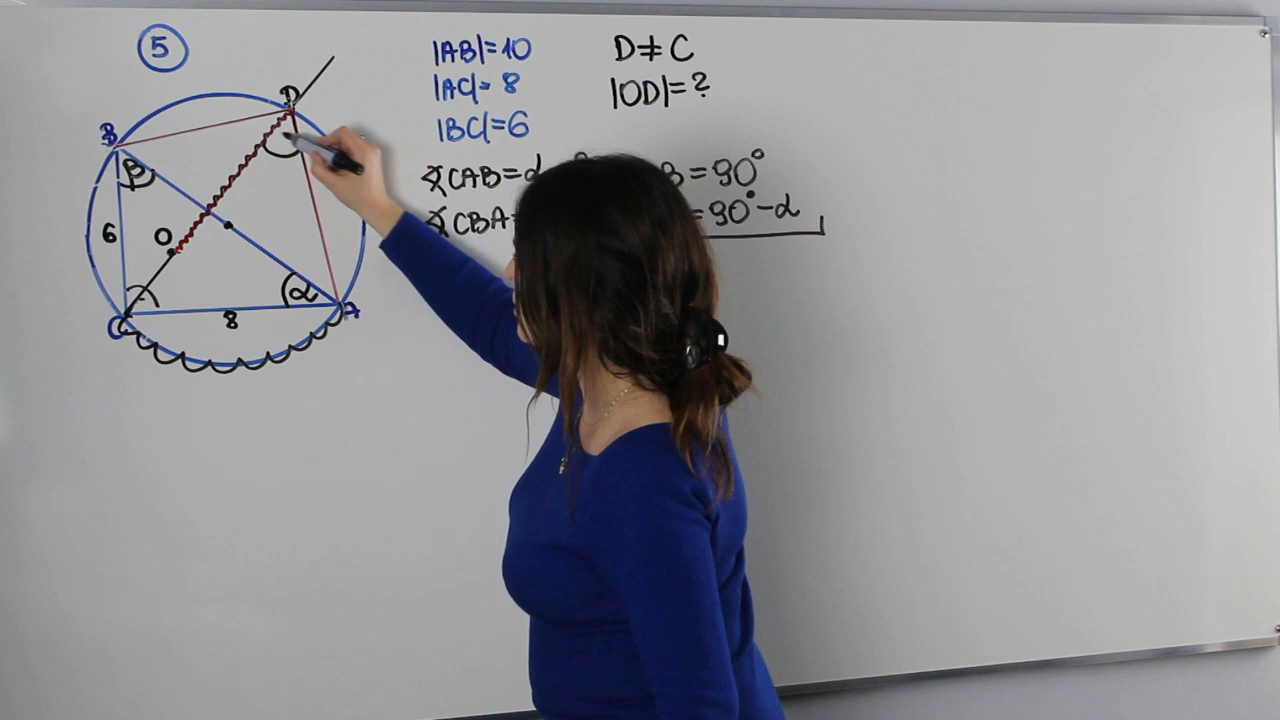 5
|AB|=10
|AC|=8
|BC|=6
D≠C
|OD|=?
∢CAB=α
B=90°
∢CBA=
=90°-α
D
B
β
6
O
α
C
8
A